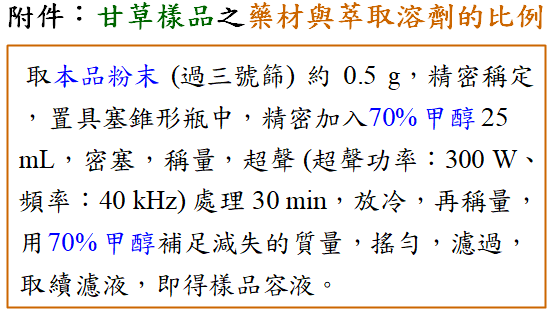 附件：甘草樣品之藥材與萃取溶劑的比例
取本品粉末 (過三號篩) 約 0.5 g，精密稱定
，置具塞錐形瓶中，精密加入70% 甲醇 25
mL，密塞，稱量，超聲 (超聲功率：300 W、
頻率：40 kHz) 處理 30 min，放冷，再稱量，
用70% 甲醇補足減失的質量，搖勻，濾過，
取續濾液，即得樣品容液。